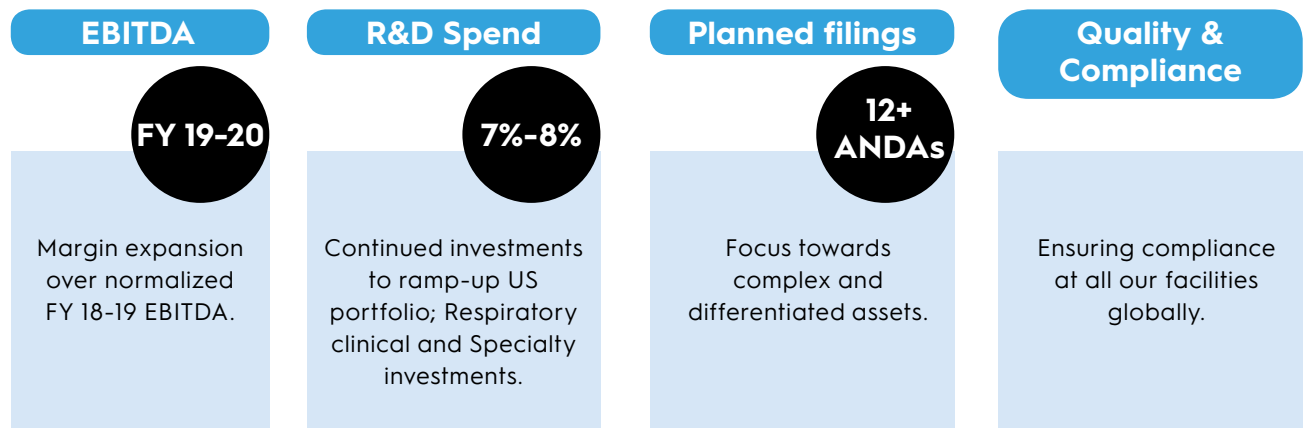 EBITDA
FY 19-20
Margin expansion
over normalized
FY 18-19 EBITDA.
R&D Spend
7%-8%
Continued investments
to ramp-up US
portfolio; Respiratory
clinical and Specialty
investments.
Planned filings
12+
ANDAs
Focus towards
complex and
differentiated assets.
Quality &
Compliance
Ensuring compliance
at all our facilities
globally.